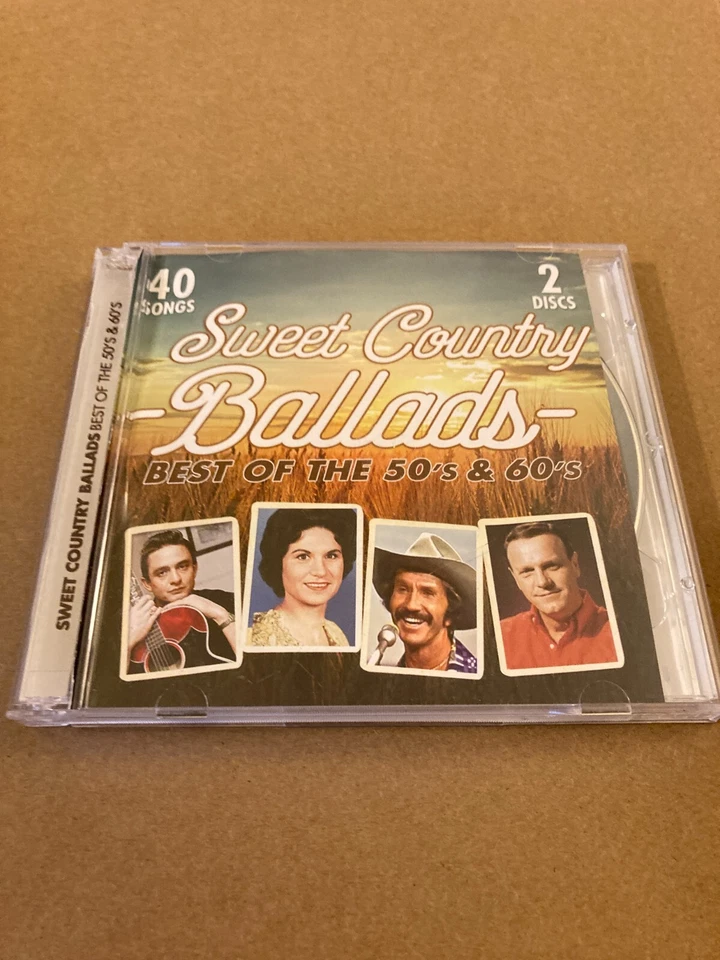 40
SONGS
2
DISCS
Sweet Country
-Ballads-
BEST OF THE 50's & 60's
SWEET COUNTRY BALLADS BEST OF THE 50'S & 60'S